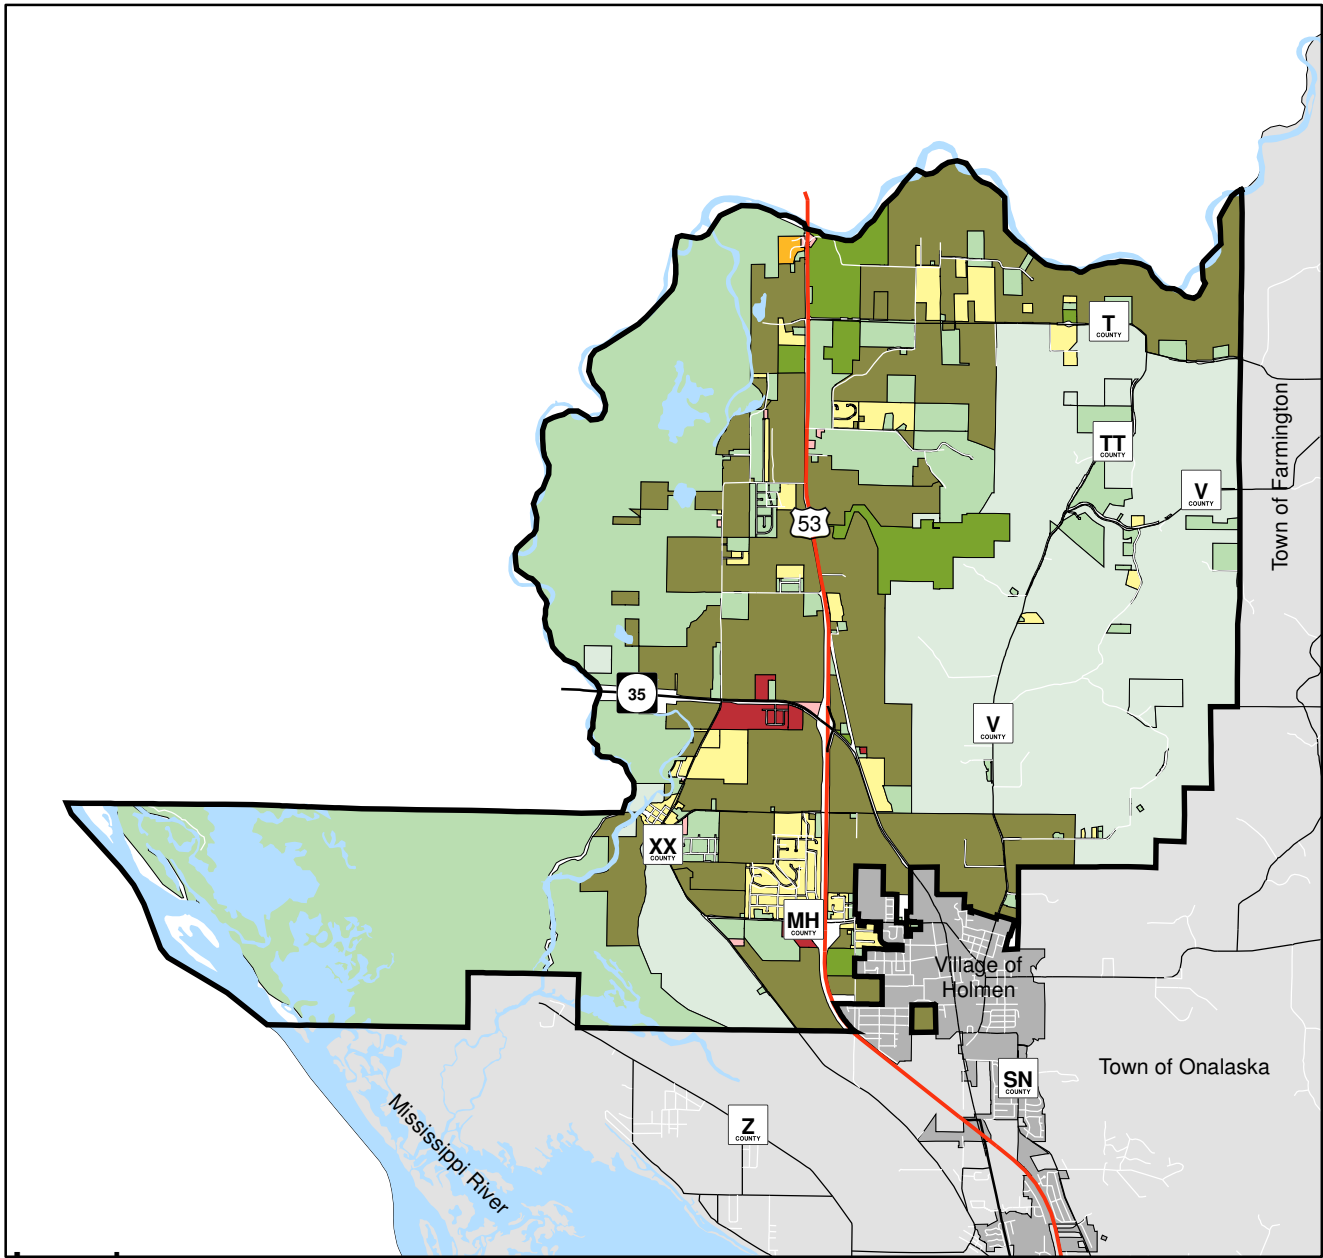 T
COUNTY
TT
COUNTY
V
COUNTY
Town of Farmington
53
35
V
COUNTY
XX
COUNTY
MH
COUNTY
Village of
Holmen
Town of Onalaska
SN
COUNTY
Z
COUNTY
Mississippi River